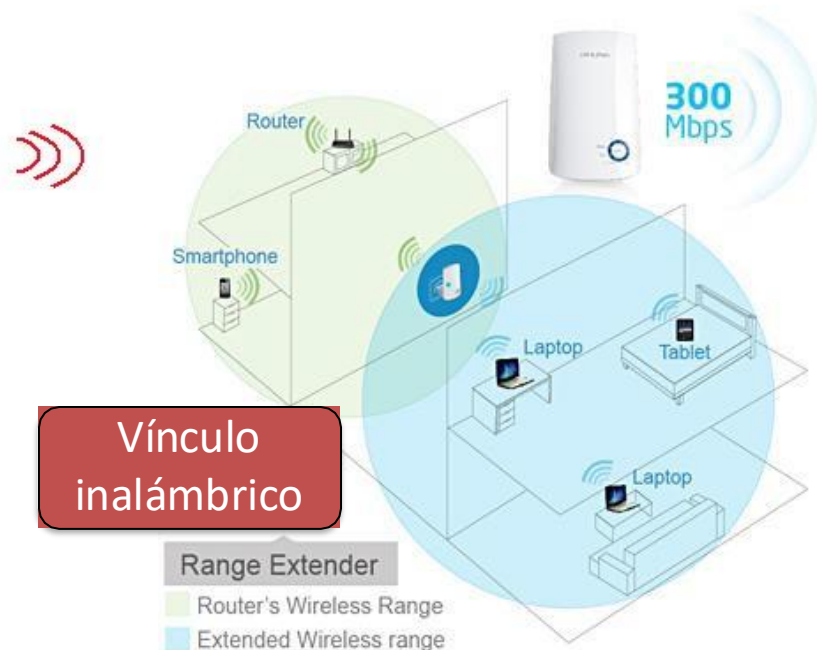 300
Mbps
Router
Smartphone
Laptop
Tablet
Laptop
Vínculo
inalámbrico
Range Extender
Router's Wireless Range
Extended Wireless range